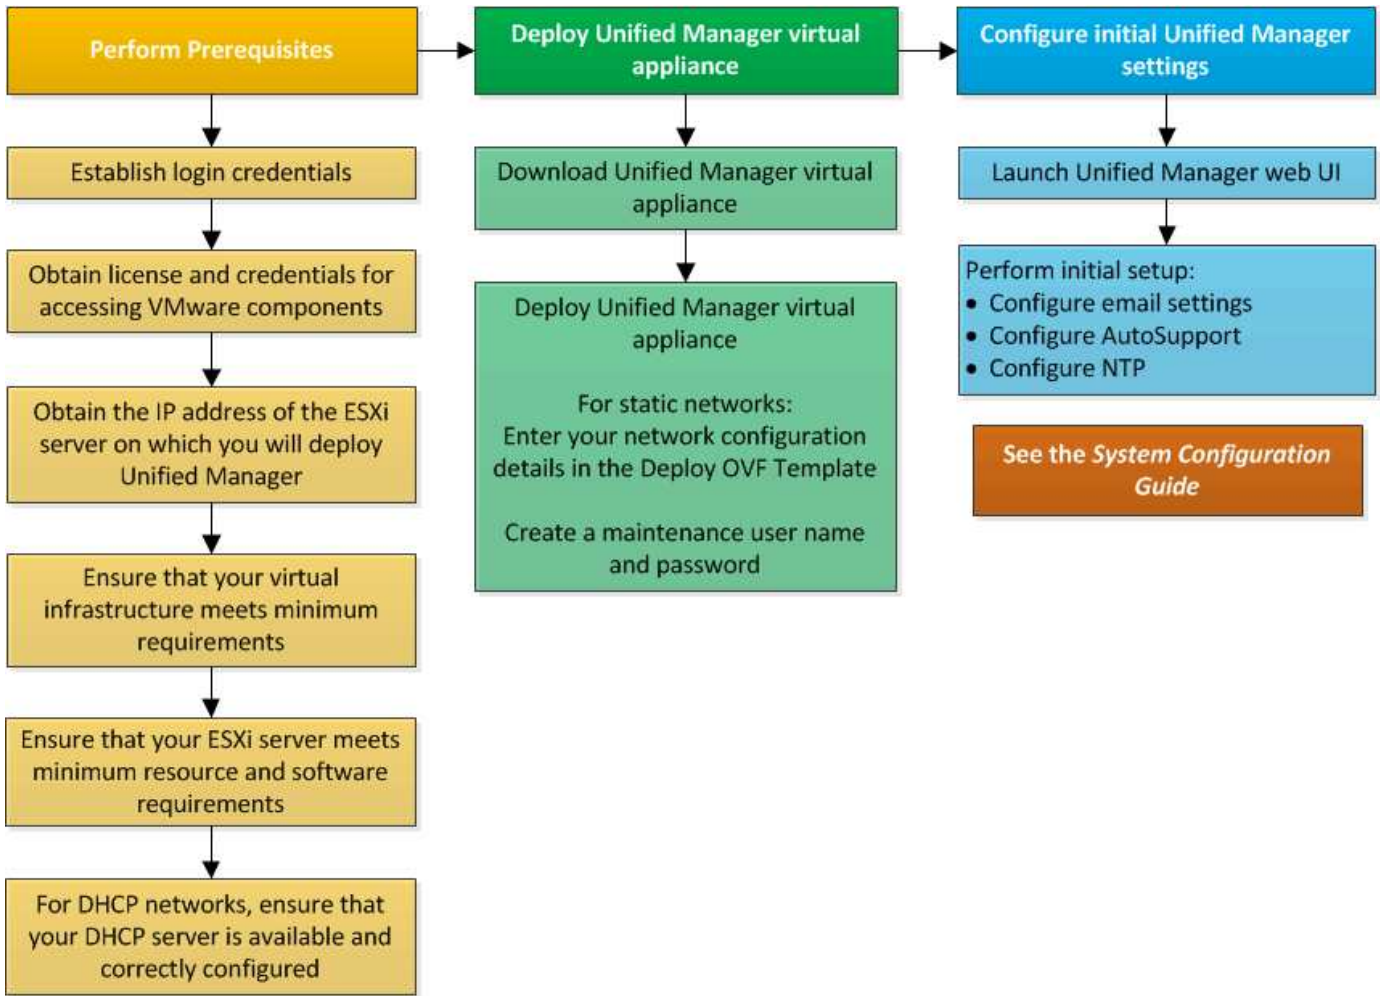 Perform Prerequisites
Establish login credentials
Obtain license and credentials for
accessing VMware components
Obtain the IP address of the ESXi
server on which you will deploy
Unified Manager
Ensure that your virtual
infrastructure meets minimum
requirements
Ensure that your ESXi server meets
minimum resource and software
requirements
For DHCP networks, ensure that
your DHCP server is available and
correctly configured
Deploy Unified Manager virtual
appliance
Download Unified Manager virtual
appliance
Deploy Unified Manager virtual
appliance
For static networks:
Enter your network configuration
details in the Deploy OVF Template
Create a maintenance user name
and password
Configure initial Unified Manager
settings
Launch Unified Manager web UI
Perform initial setup:
• Configure email settings
• Configure AutoSupport
• Configure NTP
See the System Configuration
Guide